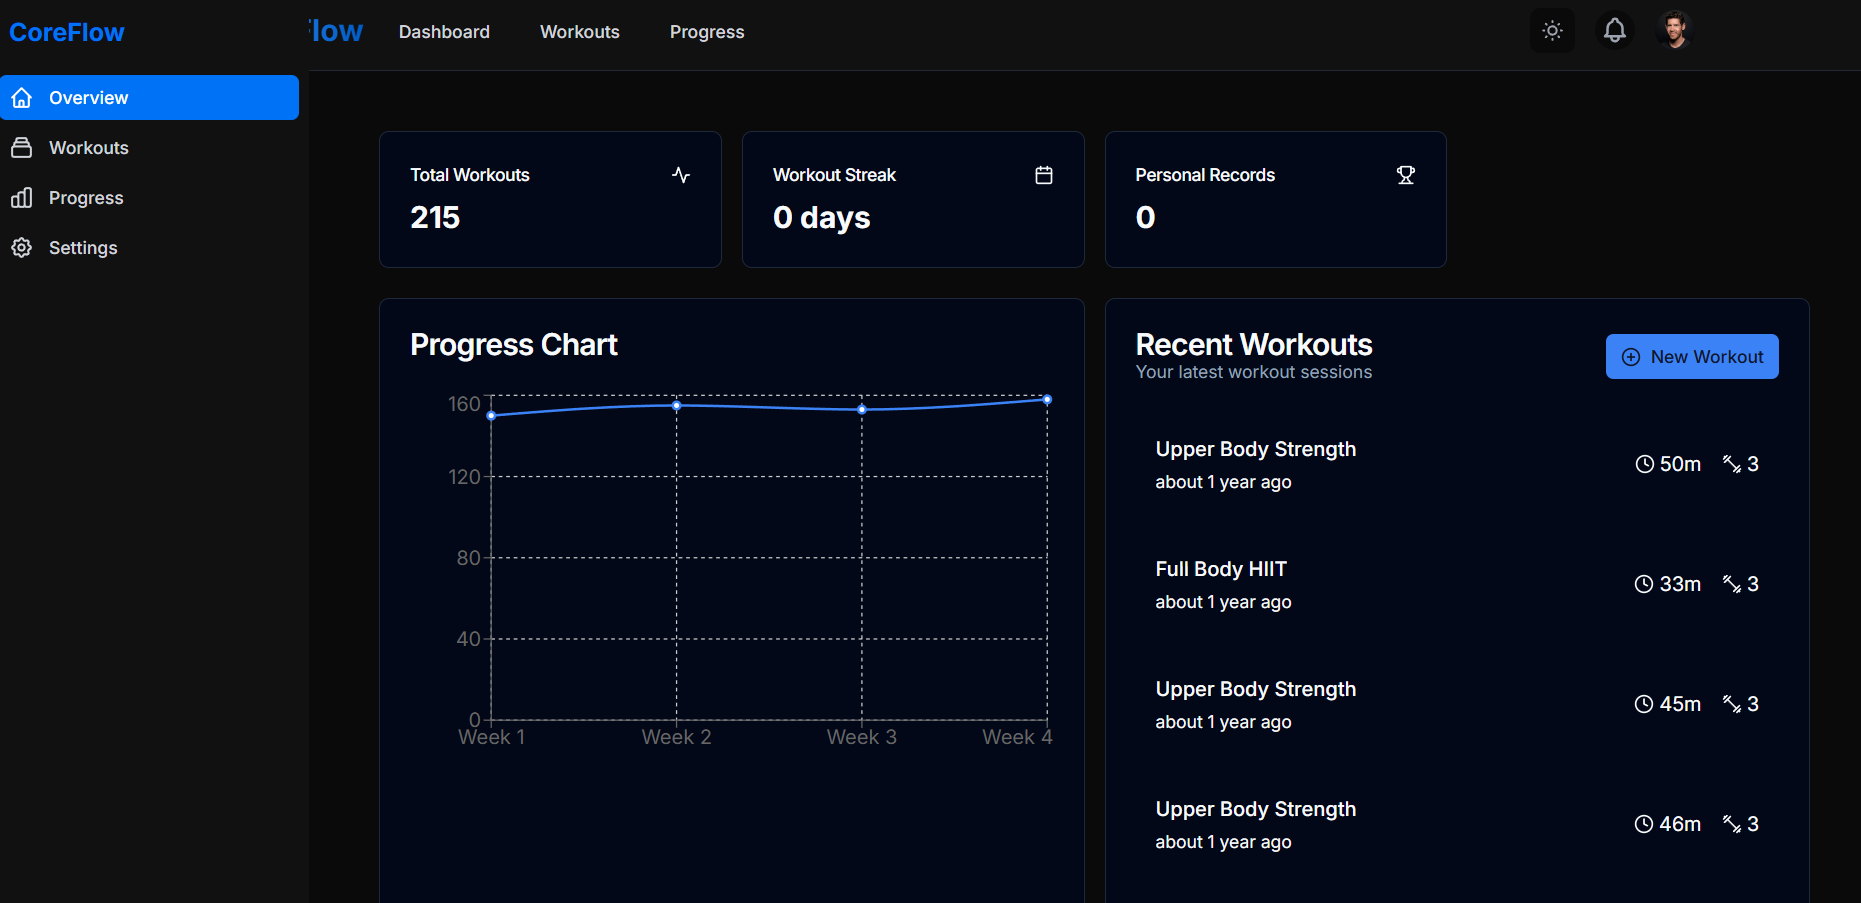 CoreFlow
Flow Dashboard Workouts Progress
Overview
Workouts
Progress
Settings
Total Workouts
215
Workout Streak
0 days
Personal Records
0
Progress Chart
160
120
80
40
0
Week 1 Week 2 Week 3 Week 4
Recent Workouts
Your latest workout sessions
New Workout
Upper Body Strength
about 1 year ago
50m 3
Full Body HIIT
about 1 year ago
33m 3
Upper Body Strength
about 1 year ago
45m 3
Upper Body Strength
about 1 year ago
46m 3